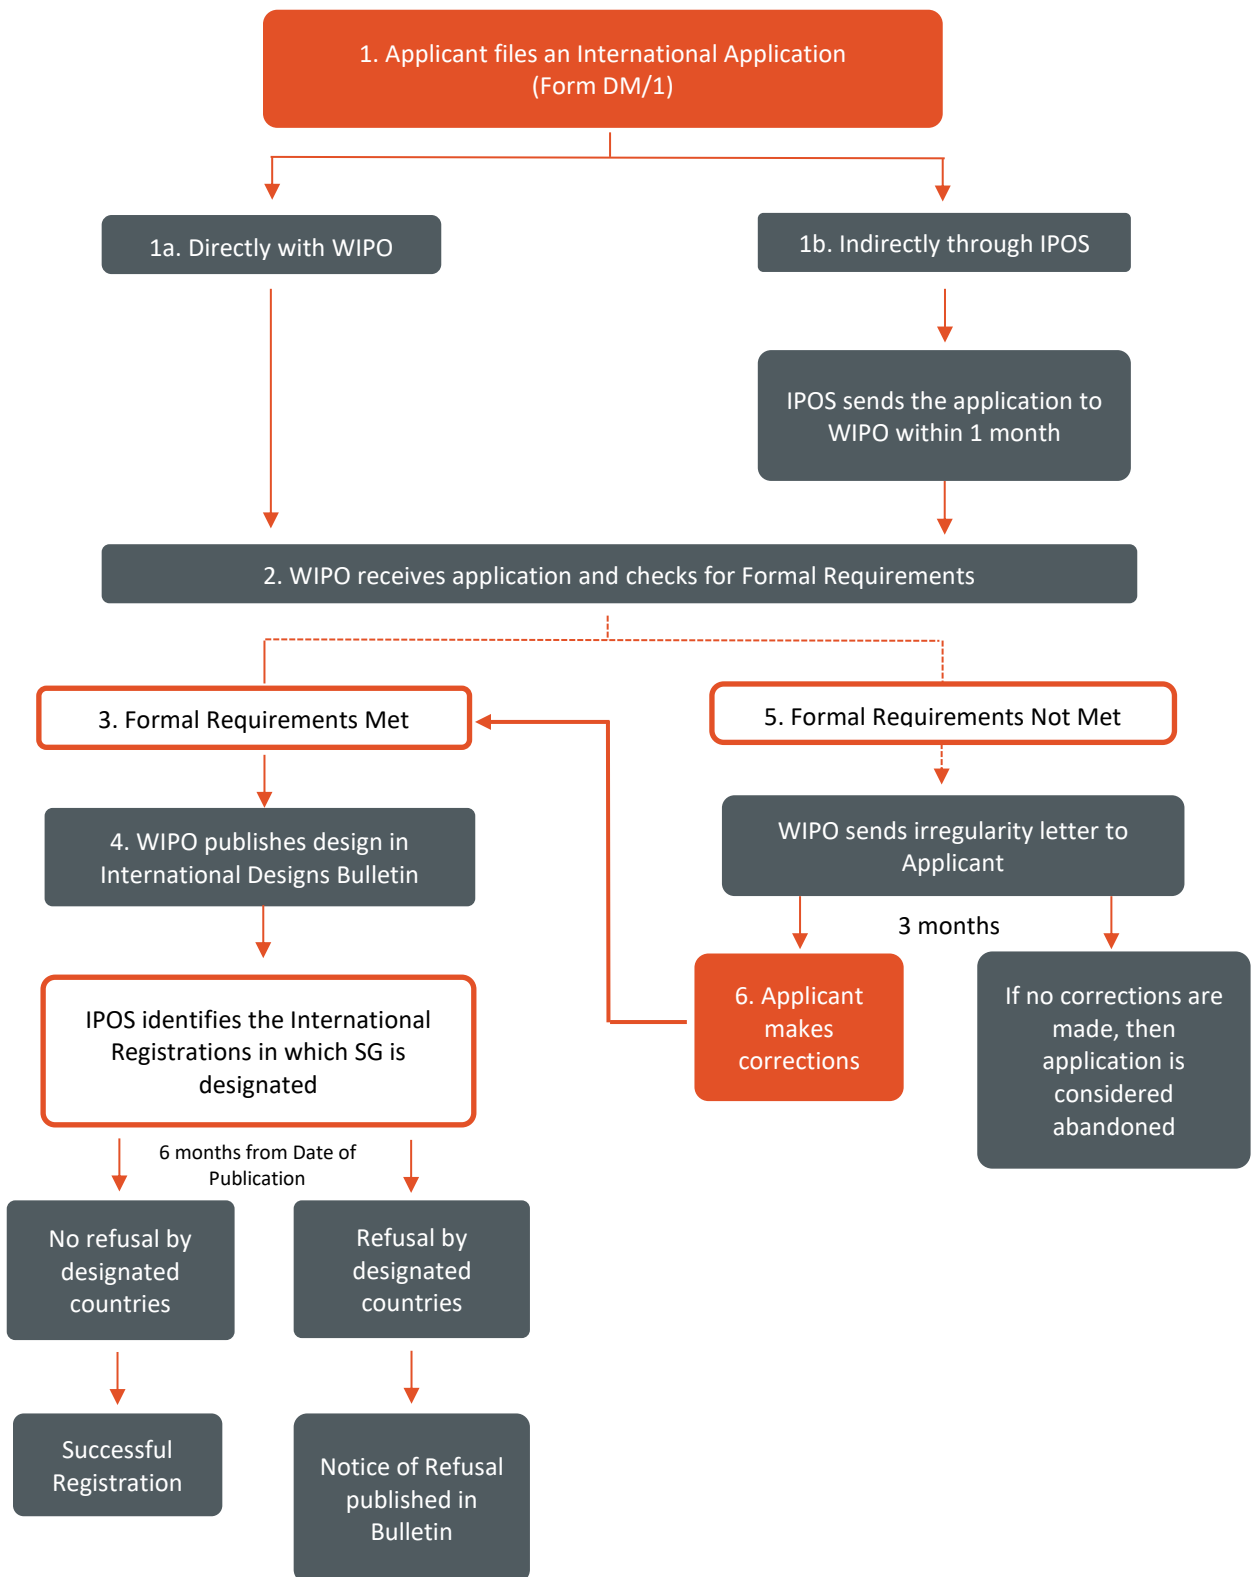 1. Applicant files an International Application
(Form DM/1)
1a. Directly with WIPO
1b. Indirectly through IPOS
IPOS sends the application to
WIPO within 1 month
2. WIPO receives application and checks for Formal Requirements
3. Formal Requirements Met
5. Formal Requirements Not Met
4. WIPO publishes design in
International Designs Bulletin
WIPO sends irregularity letter to
Applicant
3 months
IPOS identifies the International
Registrations in which SG is
designated
6. Applicant
makes
corrections
If no corrections are
made, then
application is
considered
abandoned
6 months from Date of
Publication
No refusal by
designated
countries
Refusal by
designated
countries
Successful
Registration
Notice of Refusal
published in
Bulletin